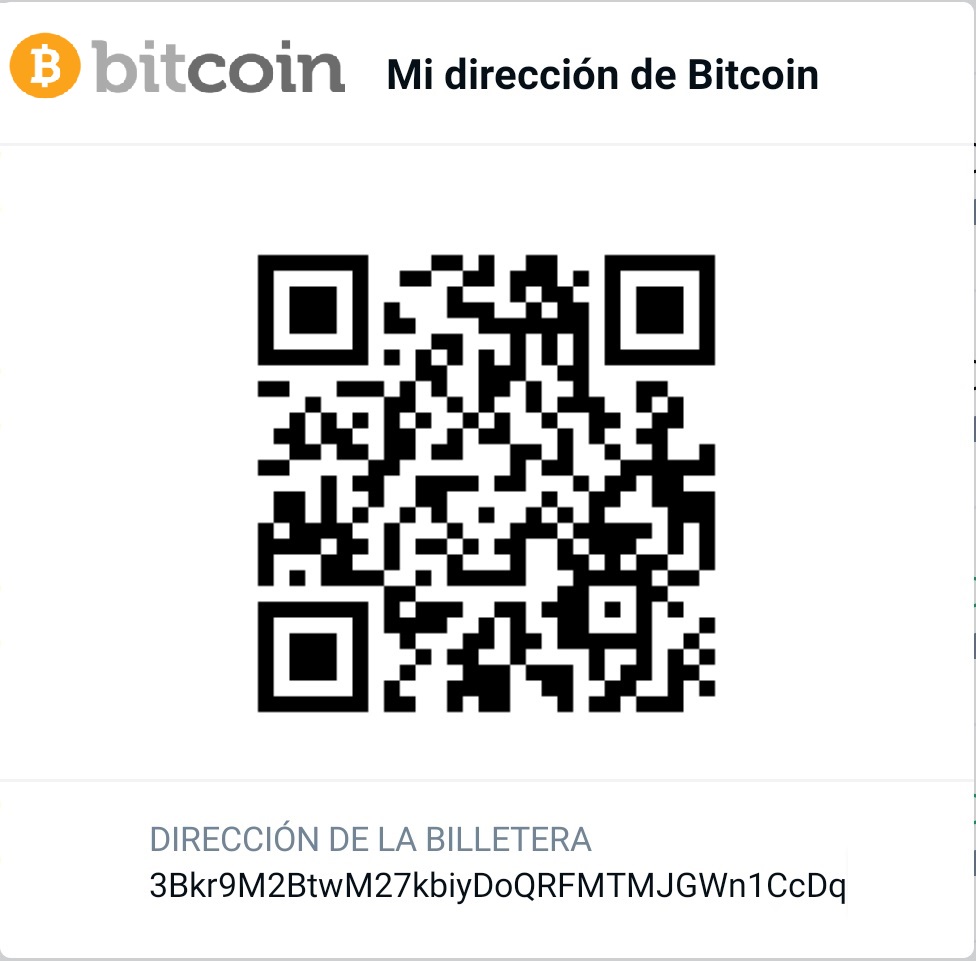 bitcoin Mi dirección de Bitcoin
DIRECCIÓN DE LA BILLETERA
3Bkr9M2BtwM27kbiyDoQRFMTMJGWn1CcDq